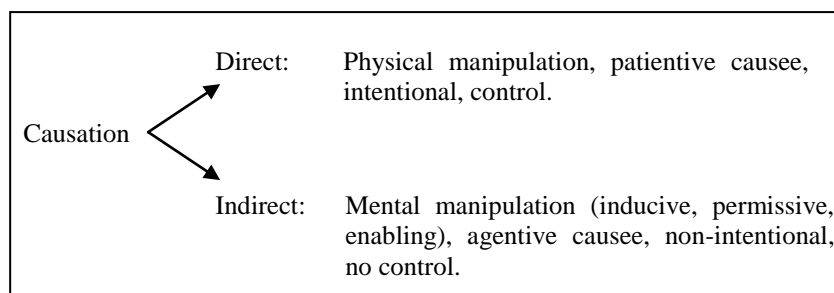 Direct: Physical manipulation, patientive causee,
intentional, control.
Causation
Indirect: Mental manipulation (inducive, permissive,
enabling), agentive causee, non-intentional,
no control.